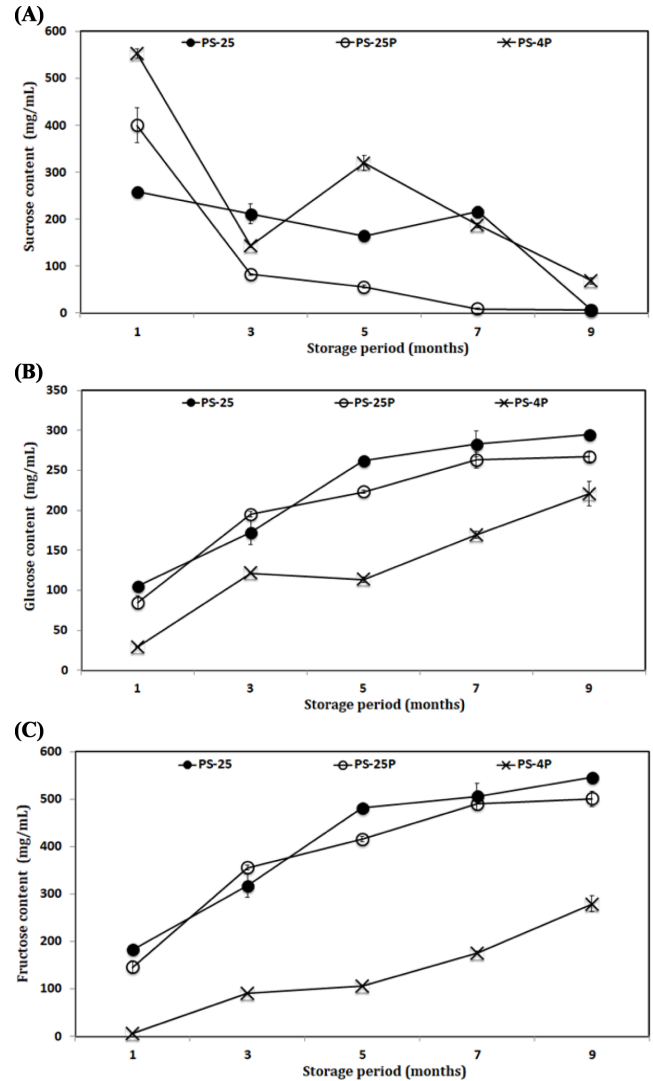 (A)
600
PS-25 PS-25P PS-4P
500
400
300
200
100
0
Sucrose content (mg/mL)
1 3 5 7 9
Storage period (months)
(B)
350
PS-25 PS-25P PS-4P
300
250
200
150
100
50
0
Glucose content (mg/mL)
1 3 5 7 9
Storage period (months)
(C)
600
PS-25 PS-25P PS-4P
500
400
300
200
100
0
Fructose content (mg/mL)
1 3 5 7 9
Storage period (months)